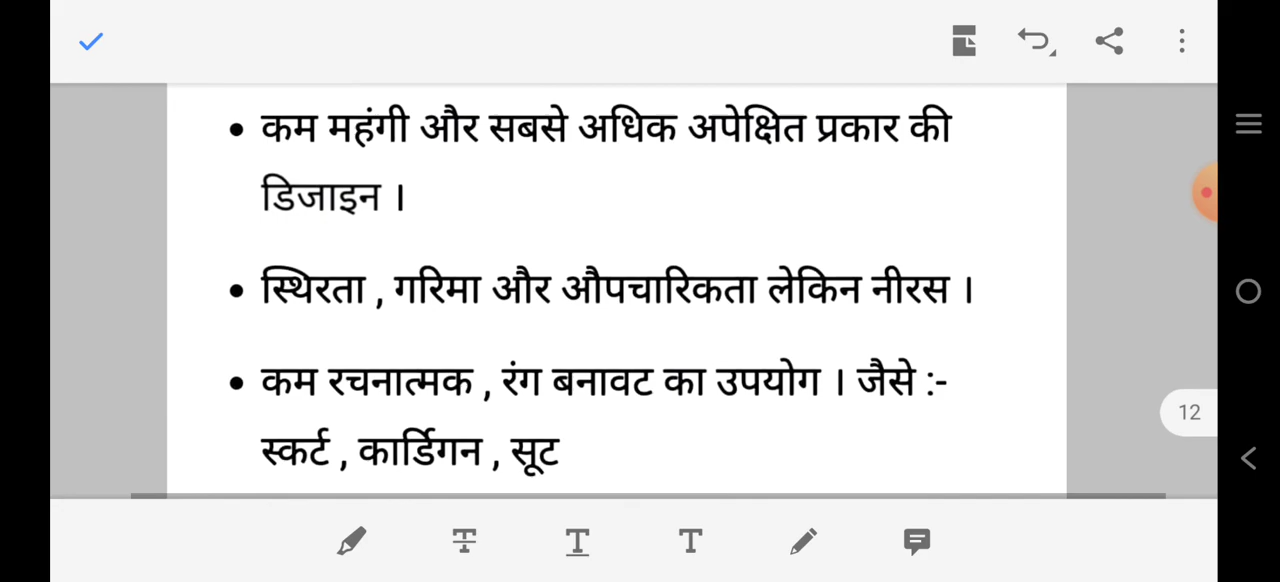 • कम महंगी और सबसे अधिक अपेक्षित प्रकार की
डिजाइन ।
• स्थिरता , गरिमा और औपचारिकता लेकिन नीरस ।
• कम रचनात्मक , रंग बनावट का उपयोग । जैसे :-
स्कर्ट , कार्डिगन , सूट
12